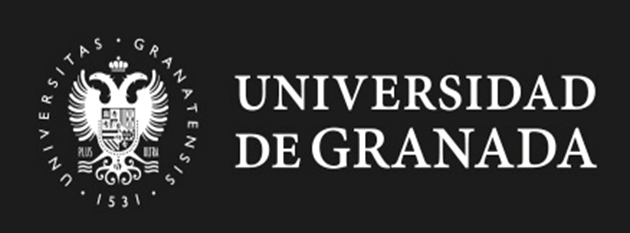 UNIVERSITAS · GRANATENSIS · 1531 ·
PLUS ULTRA
UNIVERSIDAD
DE GRANADA